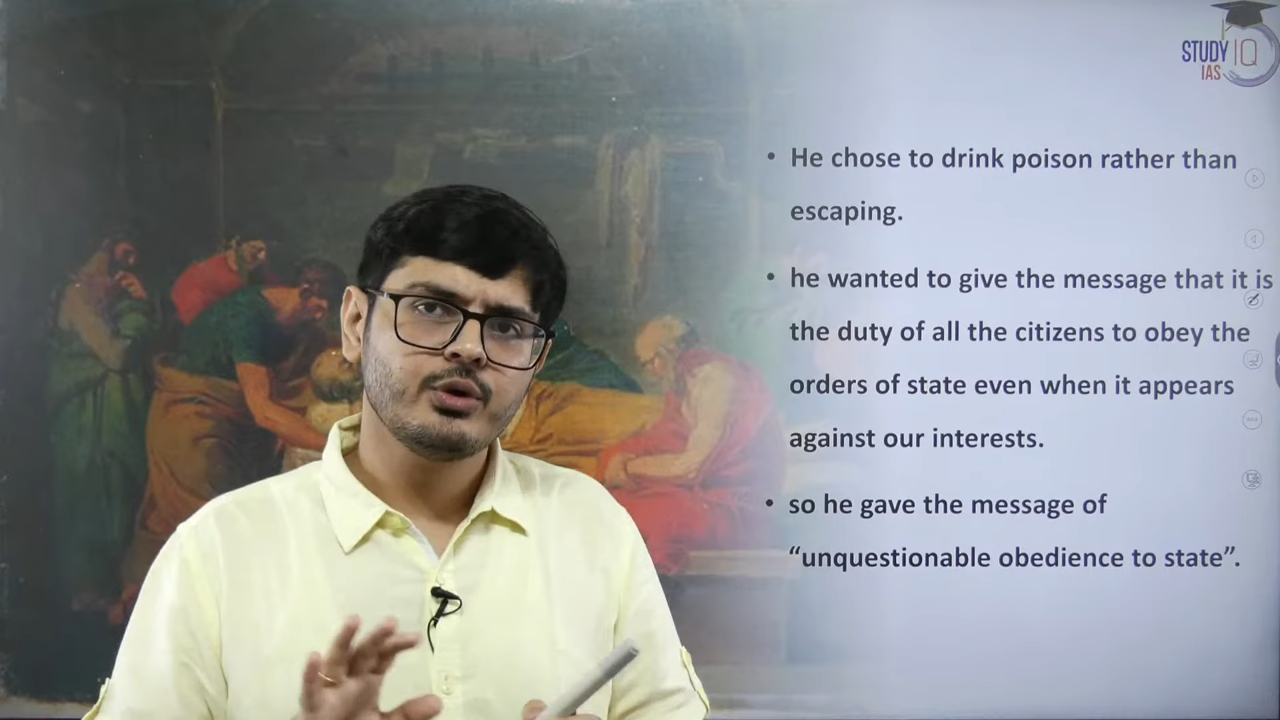 STUDY IQ
IAS
• He chose to drink poison rather than
escaping.
• he wanted to give the message that it is
the duty of all the citizens to obey the
orders of state even when it appears
against our interests.
• so he gave the message of
“unquestionable obedience to state”.